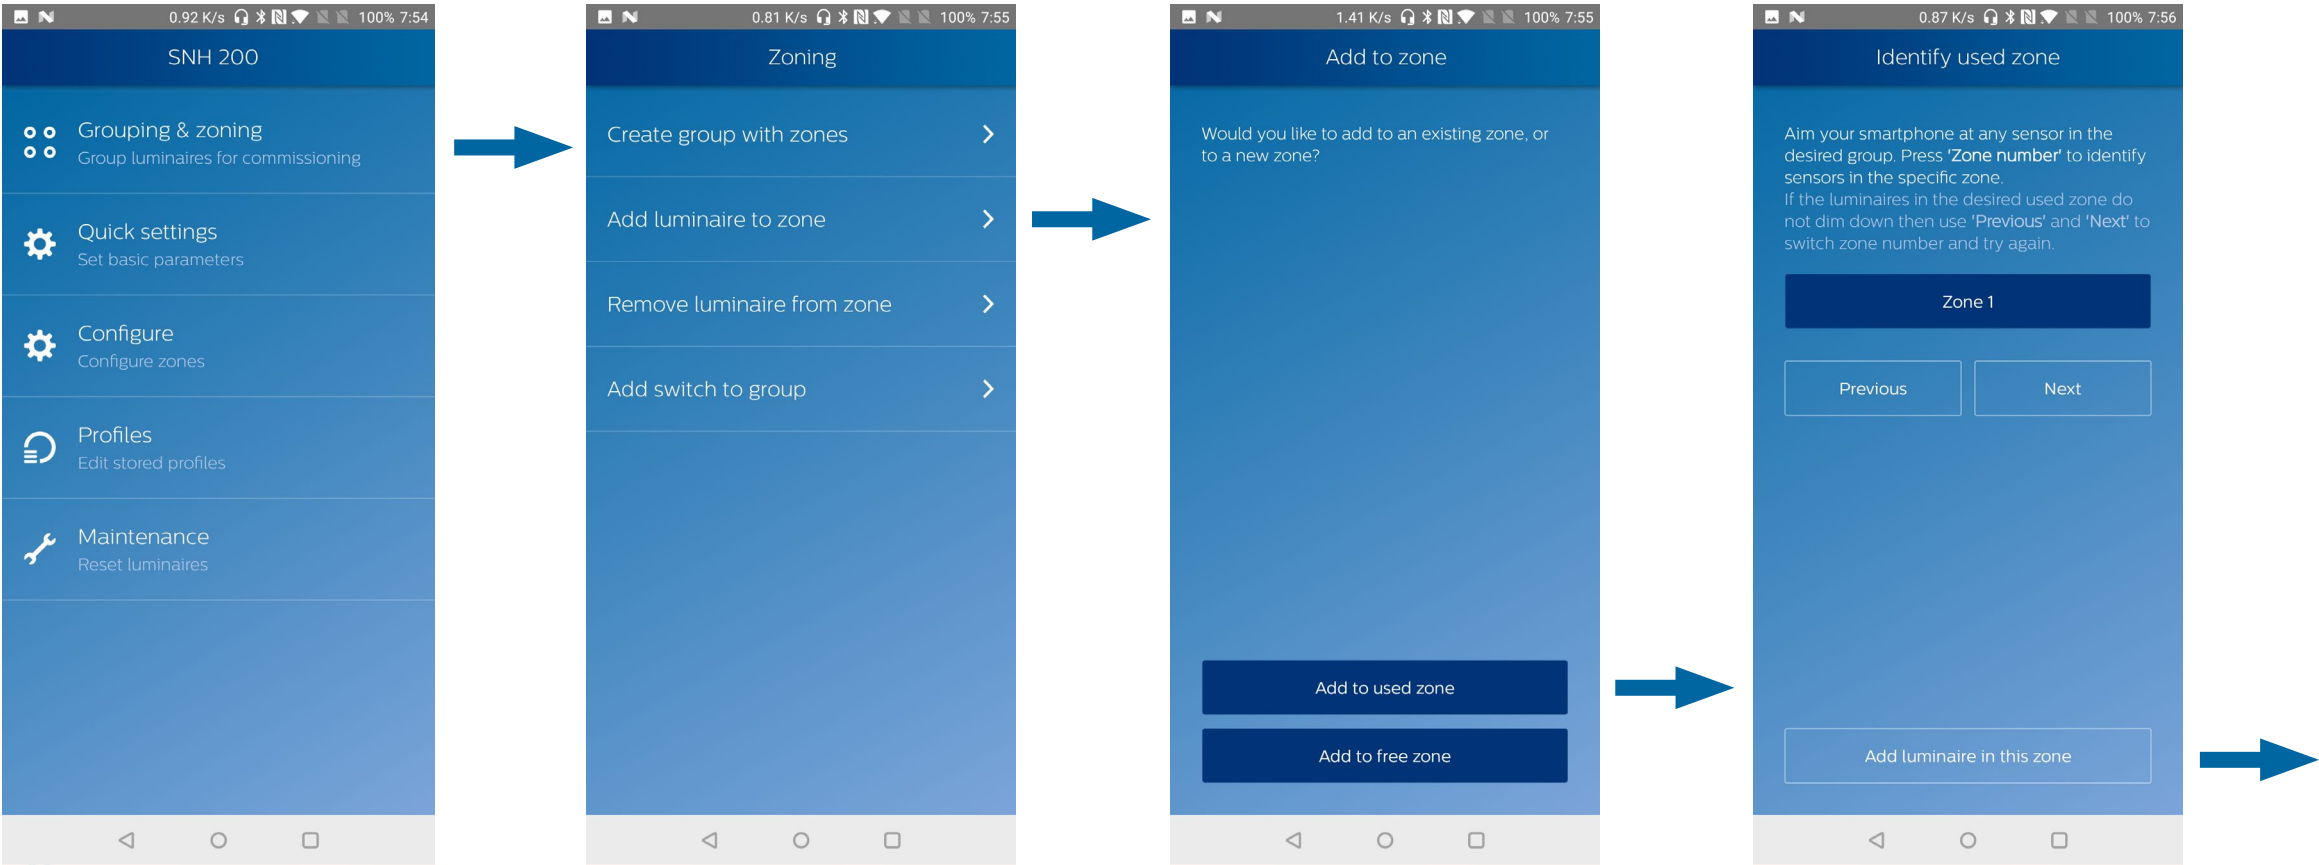 0.92 K/s 100% 7:54
SNH 200
Grouping & zoning
Group luminaires for commissioning
Quick settings
Set basic parameters
Configure
Configure zones
Profiles
Edit stored profiles
Maintenance
Reset luminaires
0.81 K/s 100% 7:55
Zoning
Create group with zones
Add luminaire to zone
Remove luminaire from zone
Add switch to group
1.41 K/s 100% 7:55
Add to zone
Would you like to add to an existing zone, or
to a new zone?
Add to used zone
Add to free zone
0.87 K/s 100% 7:56
Identify used zone
Aim your smartphone at any sensor in the
desired group. Press 'Zone number' to identify
sensors in the specific zone.
If the luminaires in the desired used zone do
not dim down then use 'Previous' and 'Next' to
switch zone number and try again.
Zone 1
Previous Next
Add luminaire in this zone